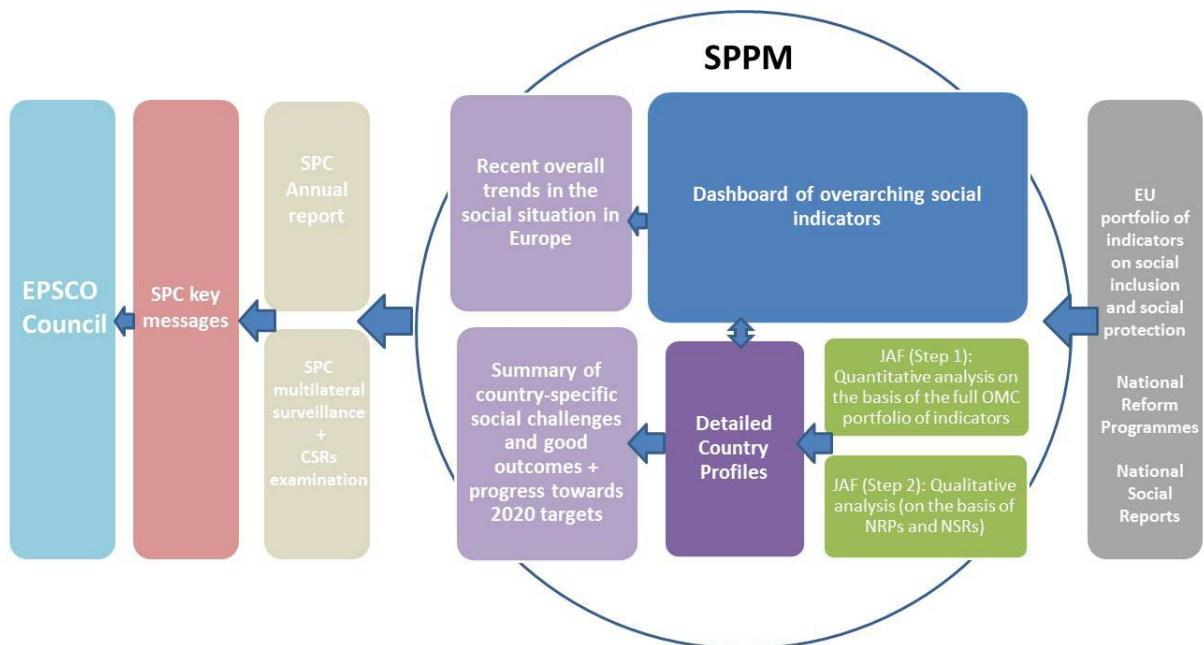 SPPM
EPSCO
Council
SPC key
messages
SPC
Annual
report
SPC
multilateral
surveillance
+
CSRs
examination
Recent overall
trends in the
social situation in
Europe
Dashboard of overarching social
indicators
Summary of
country-specific
social challenges
and good
outcomes +
progress towards
2020 targets
Detailed
Country
Profiles
JAF (Step 1):
Quantitative analysis on
the basis of the full OMC
portfolio of indicators
JAF (Step 2): Qualitative
analysis (on the basis of
NRPs and NSRs)
EU
portfolio of
indicators
on social
inclusion
and social
protection
National
Reform
Programmes
National
Social
Reports